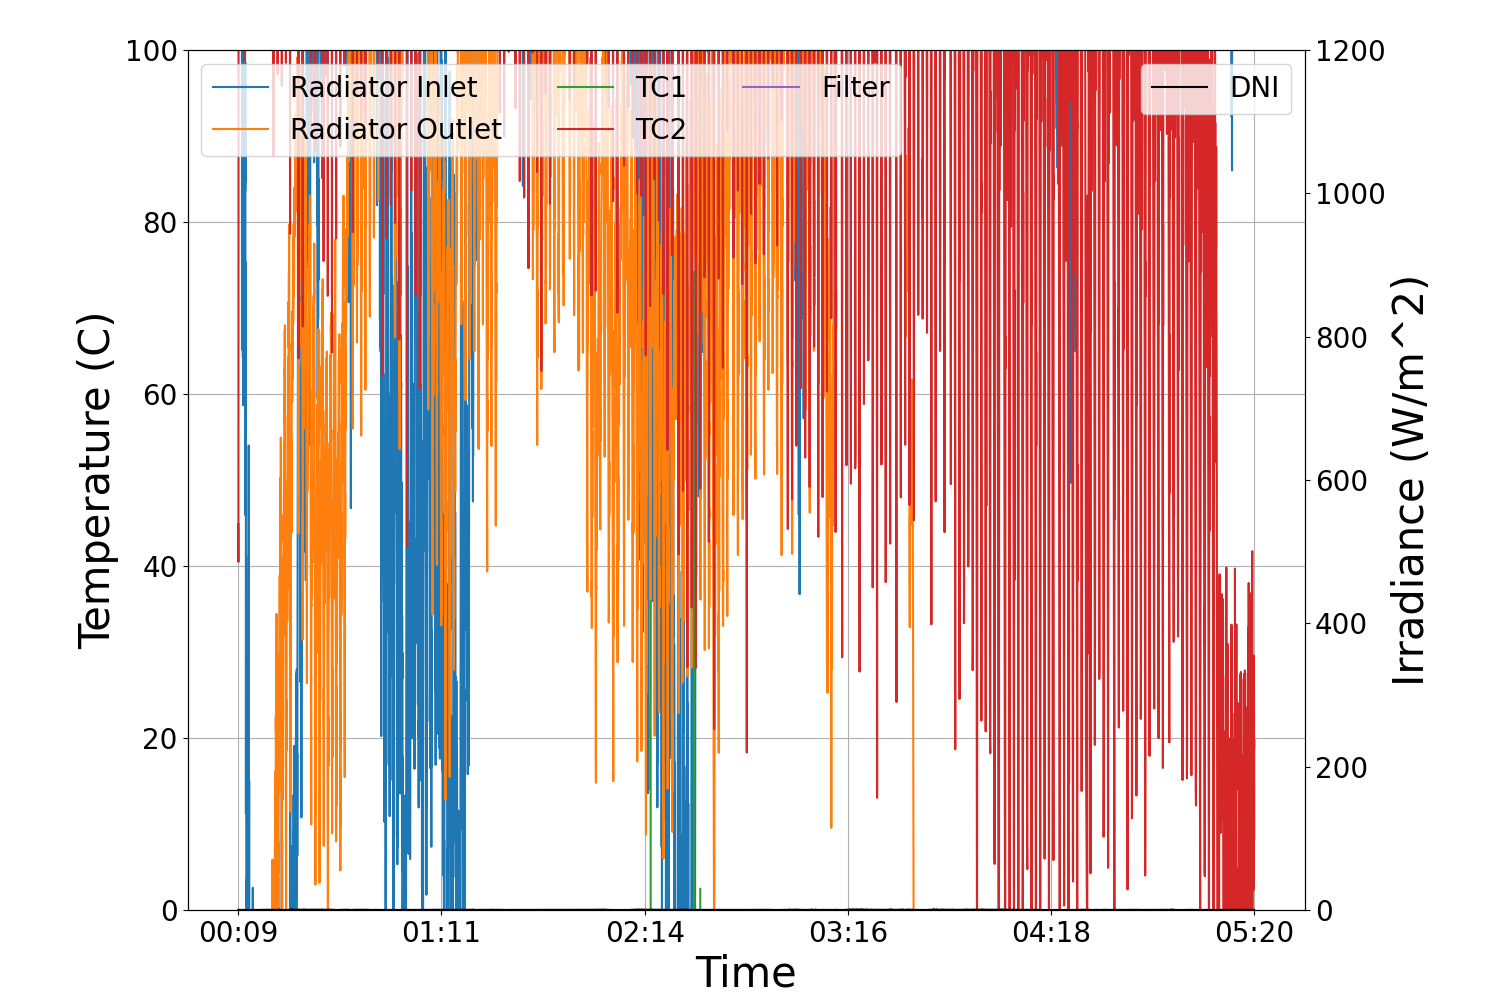 Radiator Inlet
Radiator Outlet
TC1
TC2
Filter
DNI
Temperature (C)
100
80
60
40
20
0
Irradiance (W/m^2)
1200
1000
800
600
400
200
0
00:09 01:11 02:14 03:16 04:18 05:20
Time